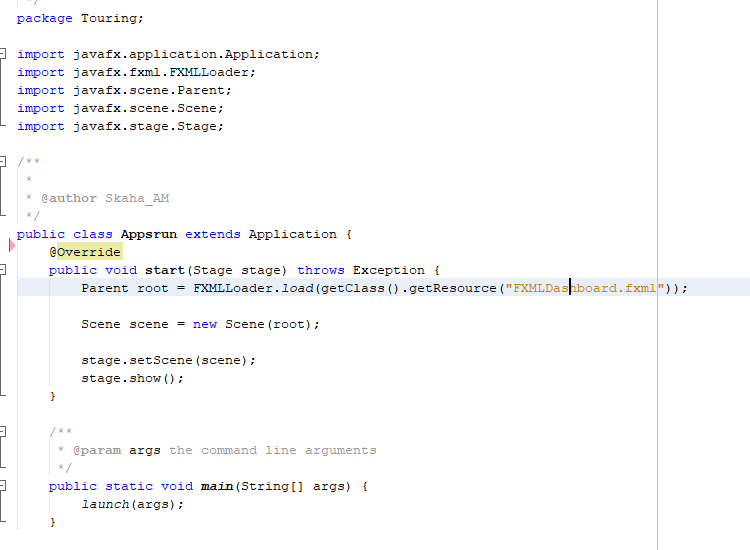 */
package Touring;
import javafx.application.Application;
import javafx.fxml.FXMLLoader;
import javafx.scene.Parent;
import javafx.scene.Scene;
import javafx.stage.Stage;
/**
*
* @author Skaha_AM
*/
public class Appsrun extends Application {
@Override
public void start(Stage stage) throws Exception {
Parent root = FXMLLoader.load(getClass().getResource("FXMLDashboard.fxml"));
Scene scene = new Scene(root);
stage.setScene(scene);
stage.show();
}
/**
* @param args the command line arguments
*/
public static void main(String[] args) {
launch(args);
}